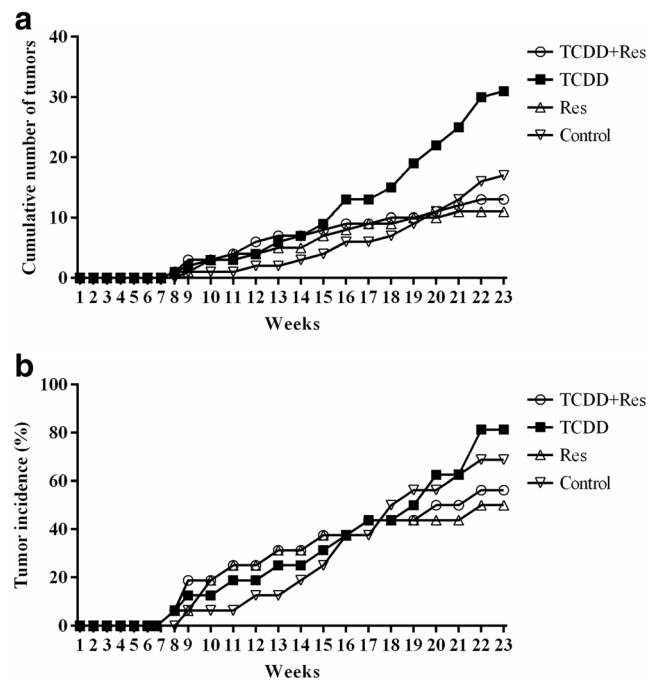 a
Cumulative number of tumors
40
30
20
10
0
1 2 3 4 5 6 7 8 9 10 11 12 13 14 15 16 17 18 19 20 21 22 23
Weeks
TCDD+Res
TCDD
Res
Control
b
Tumor incidence (%)
100
80
60
40
20
0
1 2 3 4 5 6 7 8 9 10 11 12 13 14 15 16 17 18 19 20 21 22 23
Weeks
TCDD+Res
TCDD
Res
Control